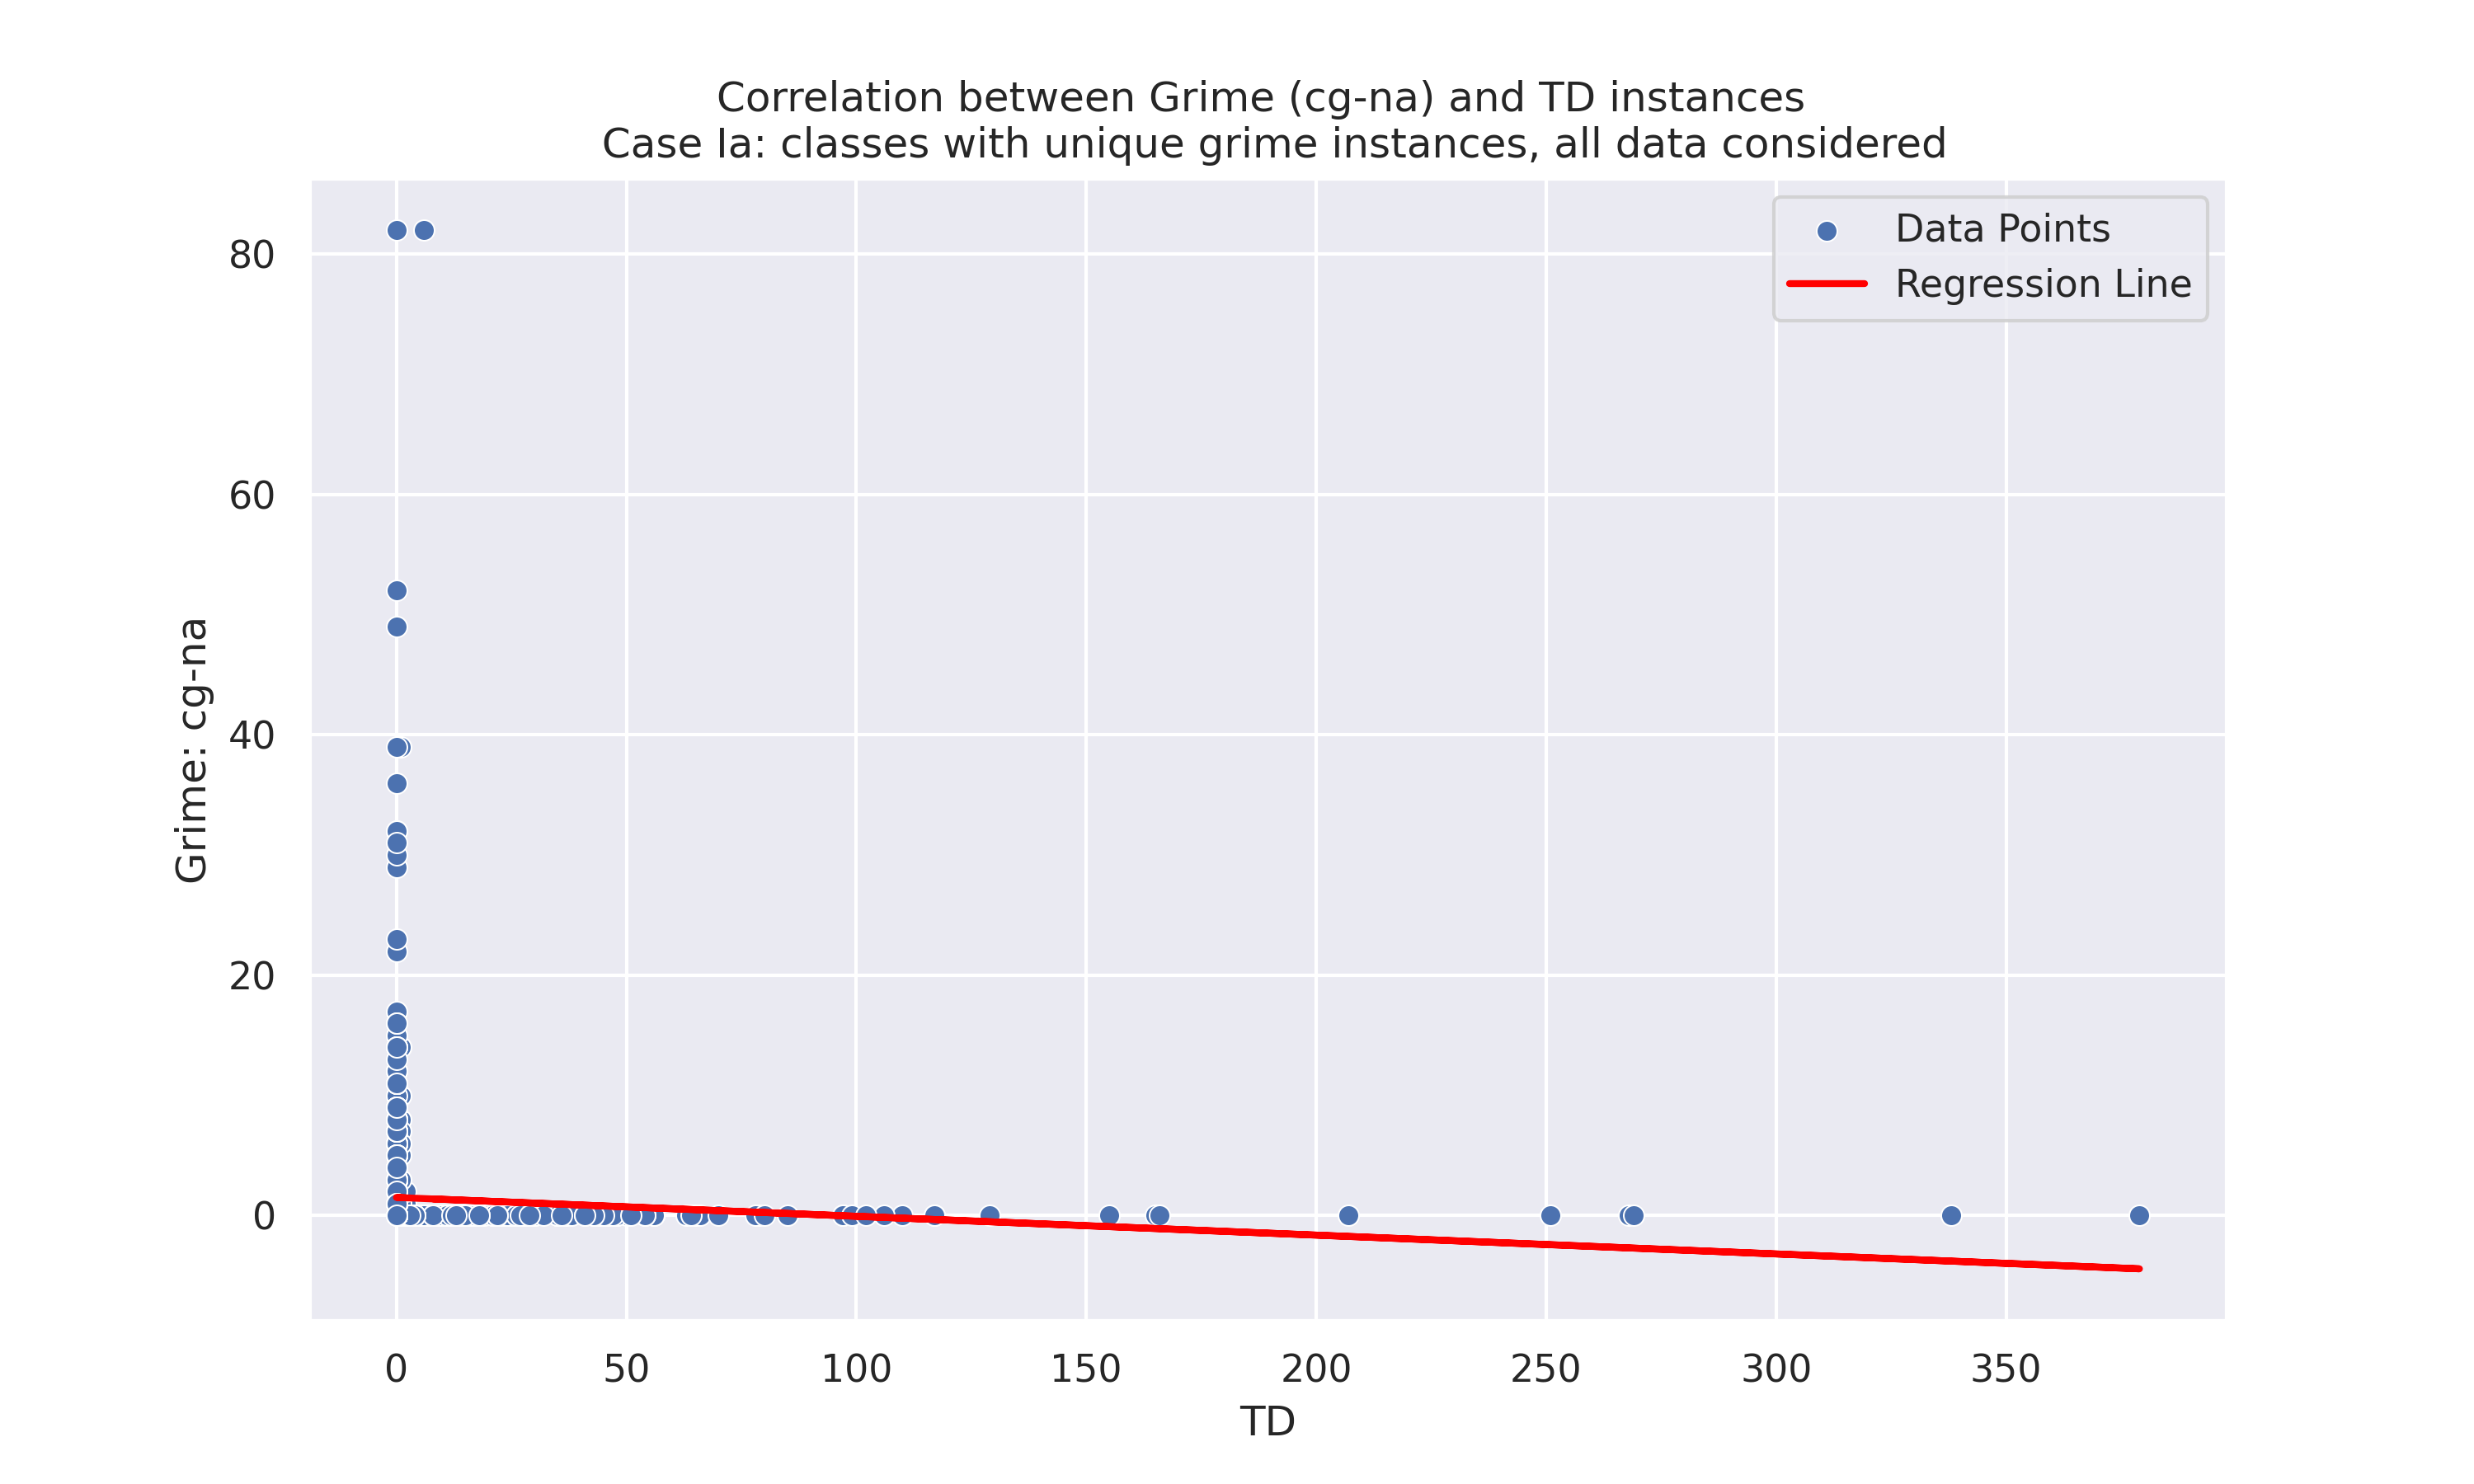 Correlation between Grime (cg-na) and TD instances
Case Ia: classes with unique grime instances, all data considered
Data Points
Regression Line
Grime: cg-na
80
60
40
20
0
0 50 100 150 200 250 300 350
TD